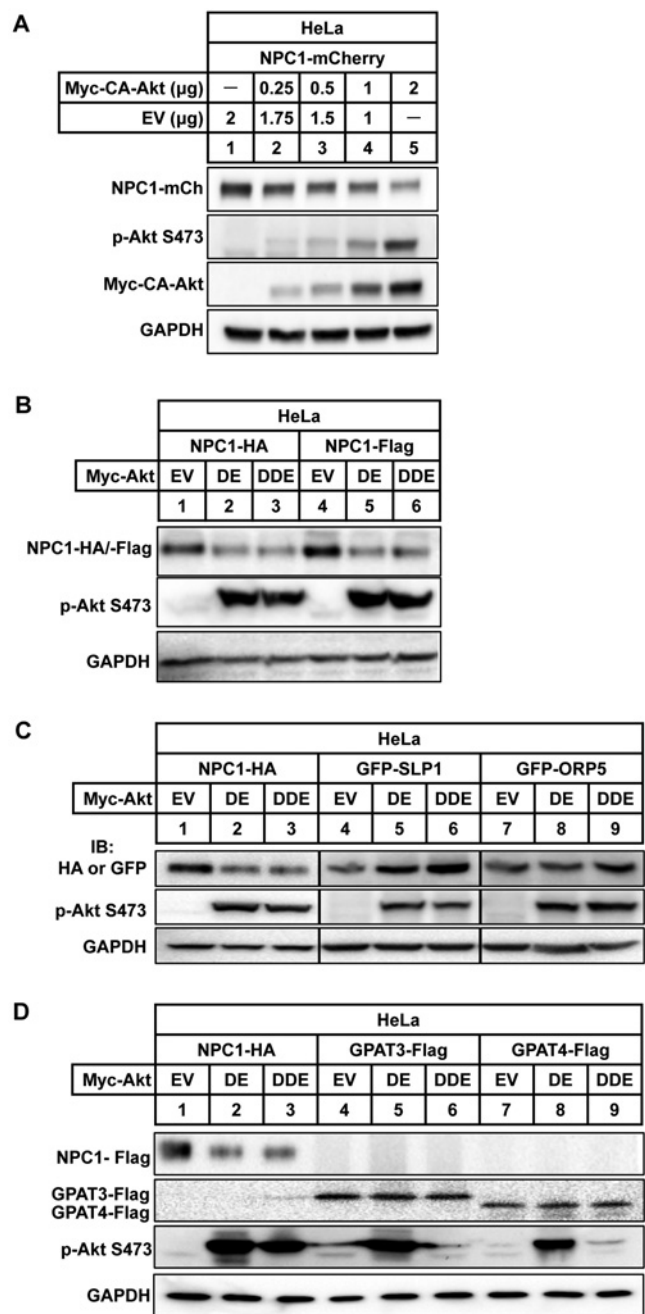 A
HeLa
NPC1-mCherry
Myc-CA-Akt (µg) — 0.25 0.5 1 2
EV (µg) 2 1.75 1.5 1 —
1 2 3 4 5
NPC1-mCh
p-Akt S473
Myc-CA-Akt
GAPDH
B
HeLa
NPC1-HA NPC1-Flag
Myc-Akt EV DE DDE EV DE DDE
1 2 3 4 5 6
NPC1-HA/-Flag
p-Akt S473
GAPDH
C
HeLa
NPC1-HA GFP-SLP1 GFP-ORP5
Myc-Akt EV DE DDE EV DE DDE EV DE DDE
1 2 3 4 5 6 7 8 9
IB:
HA or GFP
p-Akt S473
GAPDH
D
HeLa
NPC1-HA GPAT3-Flag GPAT4-Flag
Myc-Akt EV DE DDE EV DE DDE EV DE DDE
1 2 3 4 5 6 7 8 9
NPC1- Flag
GPAT3-Flag
GPAT4-Flag
p-Akt S473
GAPDH